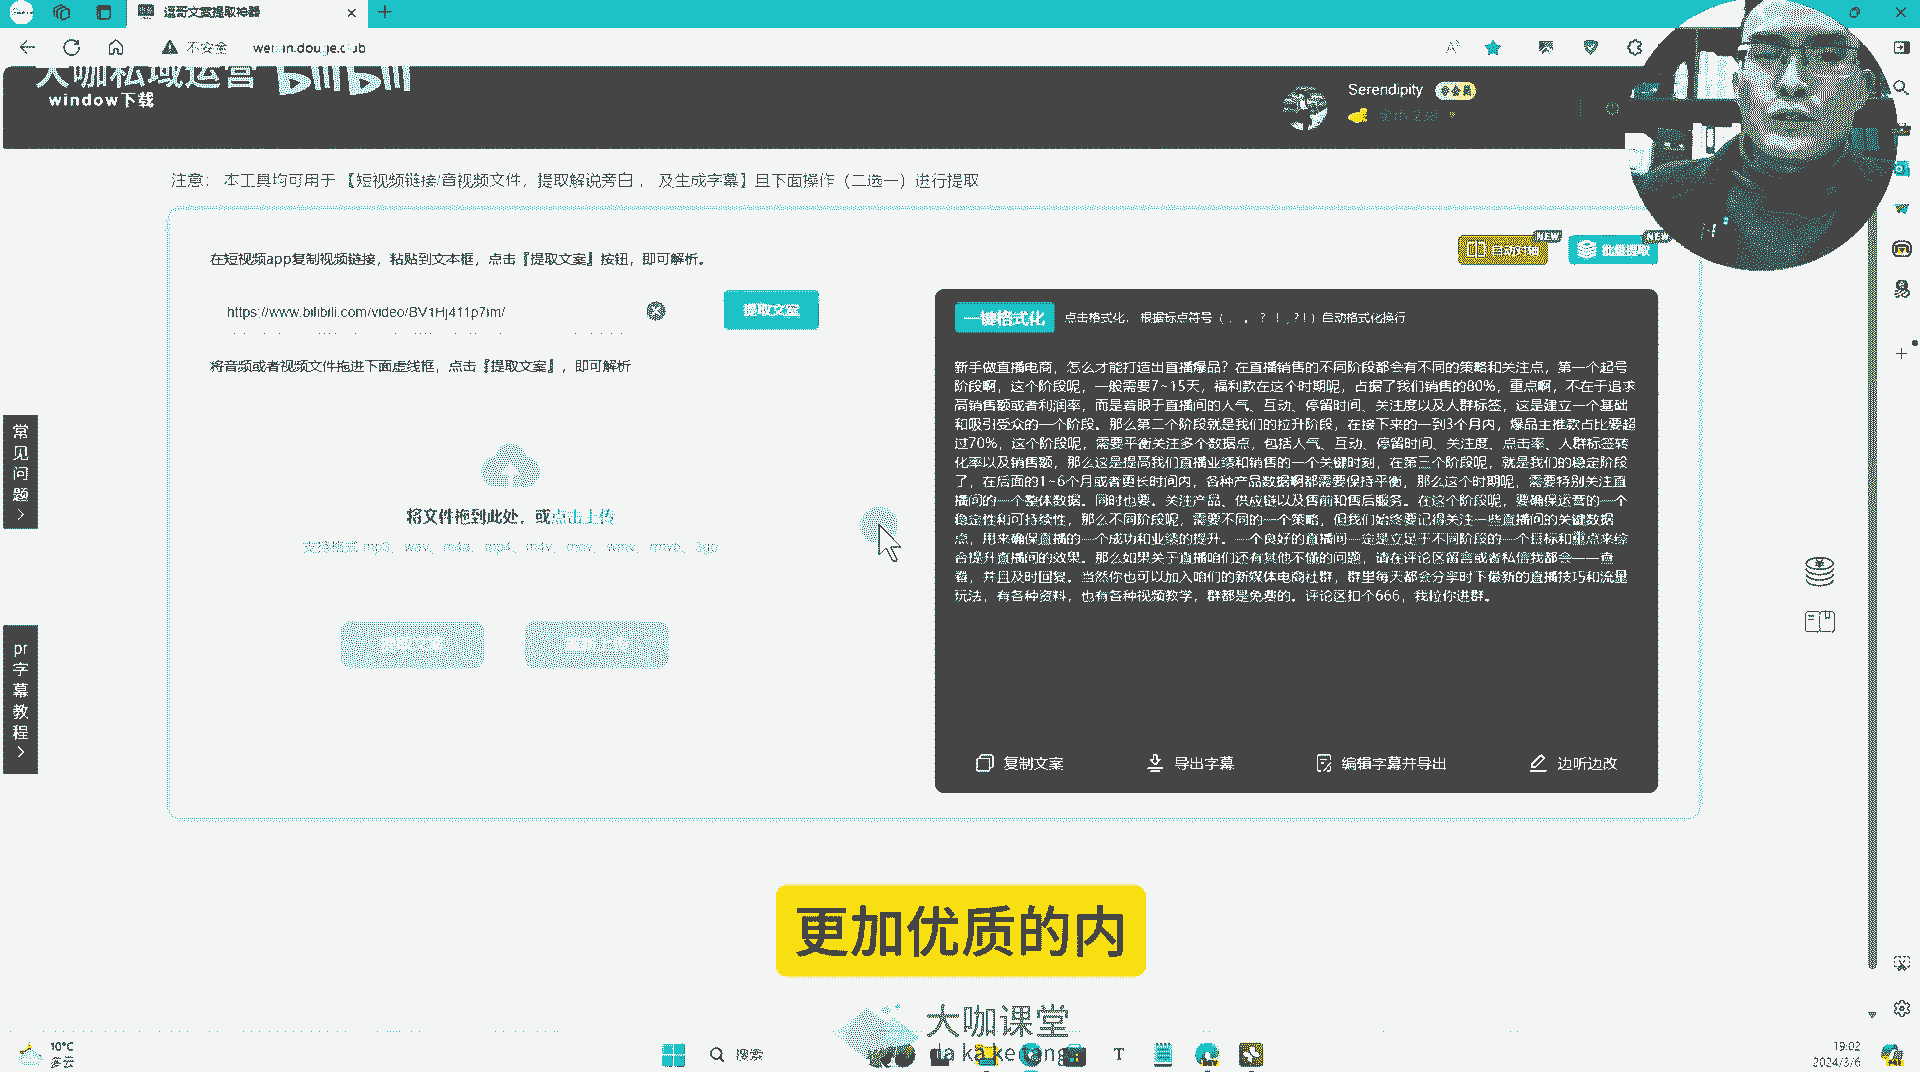 逗哥文案提取神器
不安全
大咖私域运营 bilibili
window下载
Serendipity
注意： 本工具均可用于 【短视频链接/音视频文件，提取解说旁白 ， 及生成字幕】且下面操作（二选一）进行提取
在短视频app复制视频链接，粘贴到文本框，点击『提取文案』按钮，即可解析。
批量提取
NEW
NEW
https://www.bilibili.com/video/BV1Hj411p7im/
提取文案
一键格式化
点击格式化， 根据标点符号（ 。 ， ？ ！ , ? ! ）自动格式化换行
将音频或者视频文件拖进下面虚线框，点击『提取文案』，即可解析
新手做直播电商，怎么才能打造出直播爆品？在直播销售的不同阶段都会有不同的策略和关注点，第一个起号
阶段啊，这个阶段呢，一般需要7~15天，福利款在这个时期呢，占据了我们销售的80%，重点啊，不在于追求
高销售额或者利润率，而是着眼于直播间的人气、互动、停留时间、关注度以及人群标签，这是建立一个基础
和吸引受众的一个阶段。那么第二个阶段就是我们的拉升阶段，在接下来的一到3个月内，爆品主推款占比要超
过70%，这个阶段呢，需要平衡关注多个数据点，包括人气、互动、停留时间、关注度、点击率、人群标签转
化率以及销售额，那么这是提高我们直播业绩和销售的一个关键时刻，在第三个阶段呢，就是我们的稳定阶段
了，在后面的1~6个月或者更长时间内，各种产品数据啊都需要保持平衡，那么这个时期呢，需要特别关注直
播间的一个整体数据。同时也要。关注产品、供应链以及售前和售后服务。在这个阶段呢，要确保运营的一个
稳定性和可持续性，那么不同阶段呢，需要不同的一个策略，但我们始终要记得关注一些直播间的关键数据
点，用来确保直播的一个成功和业绩的提升。一个良好的直播间一定是立足于不同阶段的一个目标和重点来综
合提升直播间的效果。那么如果关于直播咱们还有其他不懂的问题，请在评论区留言或者私信我都会一一查
看，并且及时回复。当然你也可以加入咱们的新媒体电商社群，群里每天都会分享时下最新的直播技巧和流量
玩法，有各种资料，也有各种视频教学，群都是免费的。评论区扣个666，我拉你进群。
常见问题
将文件拖到此处，或点击上传
支持格式 mp3、wav、m4a、mp4、m4v、mov、wmv、rmvb、3gp
pr字幕教程
复制文案
导出字幕
编辑字幕并导出
边听边改
更加优质的内
大咖课堂
da ka ke tang
10°C
多云
搜索
19:02
2024/3/6